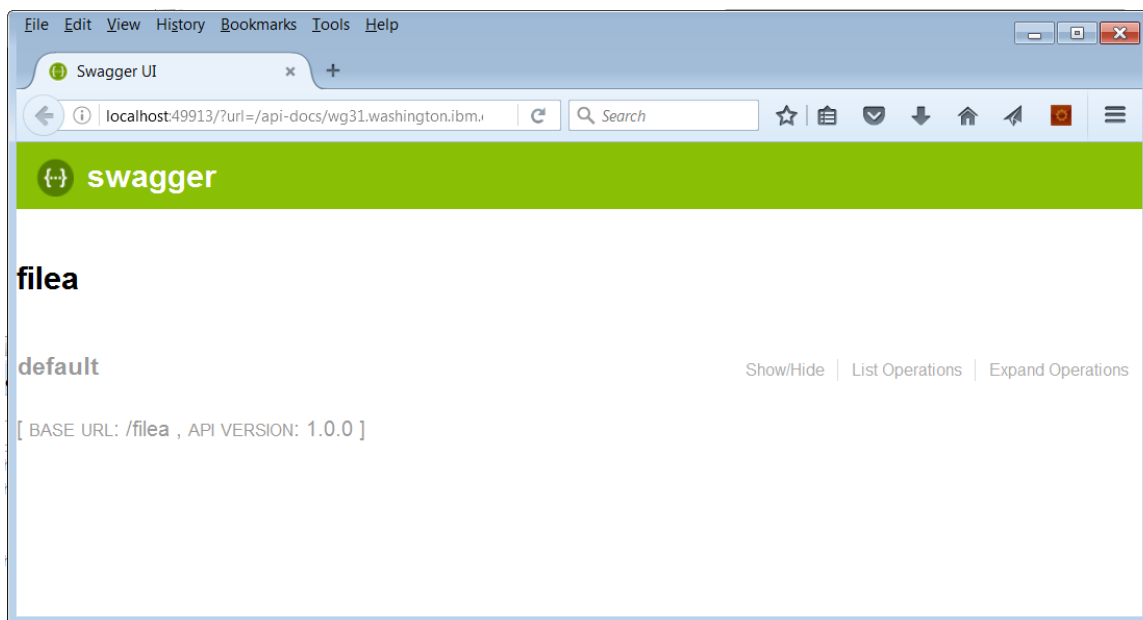 File Edit View History Bookmarks Tools Help
Swagger UI
localhost:49913/?url=/api-docs/wg31.washington.ibm.
Search
swagger
filea
default Show/Hide List Operations Expand Operations
[ BASE URL: /filea , API VERSION: 1.0.0 ]